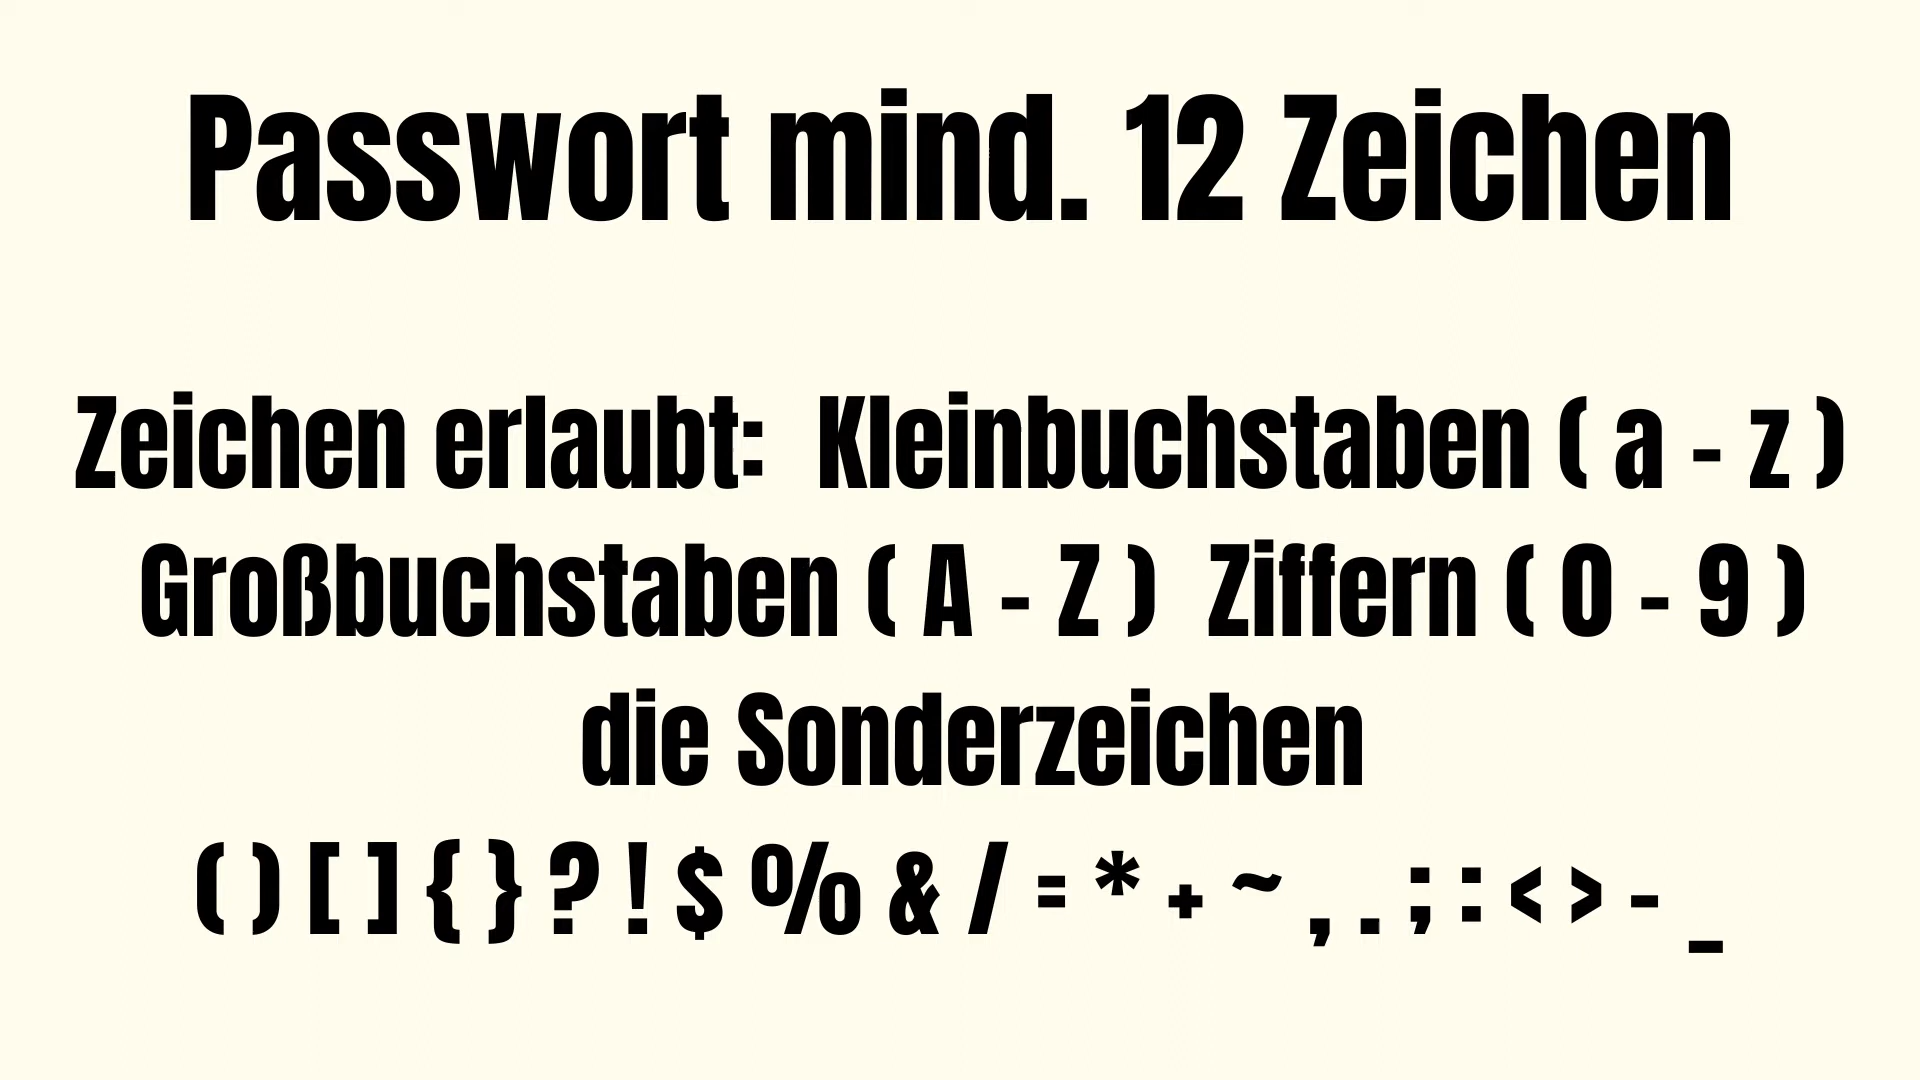 Passwort mind. 12 Zeichen
Zeichen erlaubt: Kleinbuchstaben ( a - z )
Großbuchstaben ( A - Z ) Ziffern ( 0 - 9 )
die Sonderzeichen
( ) [ ] { } ? ! $ % & / = * + ~ , . ; : < > - _